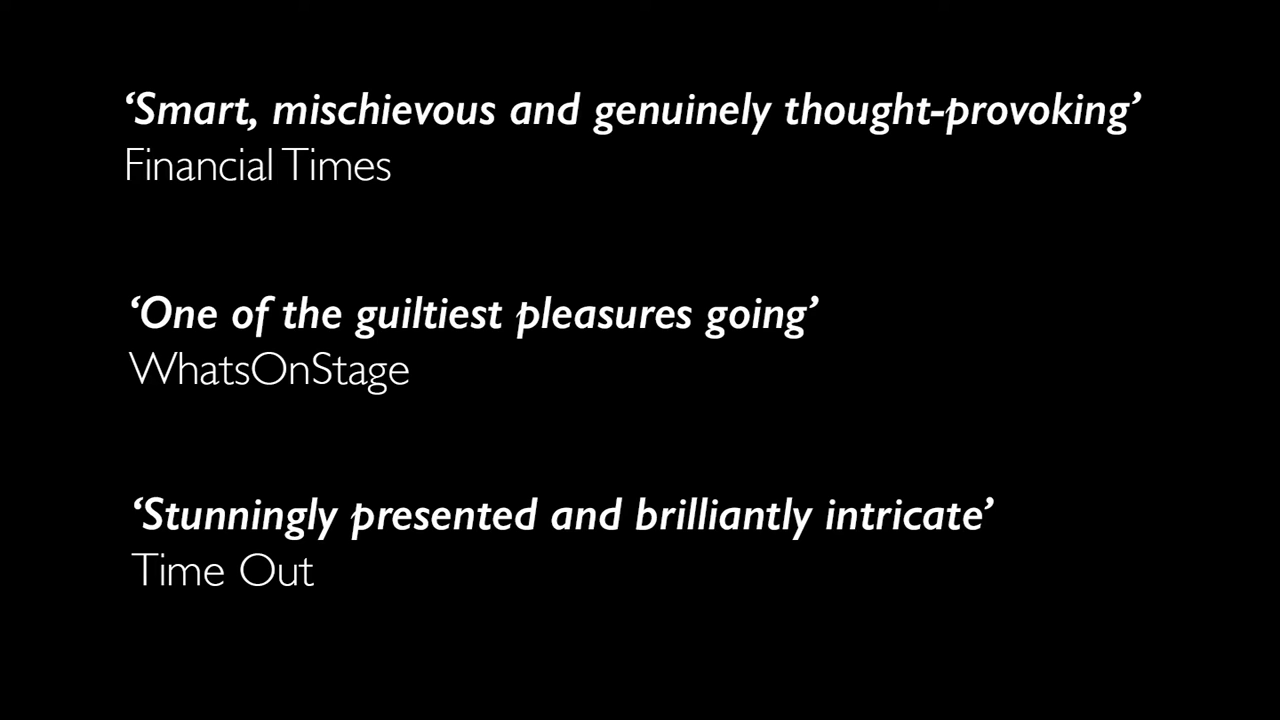 ‘Smart, mischievous and genuinely thought-provoking’
Financial Times
‘One of the guiltiest pleasures going’
WhatsOnStage
‘Stunningly presented and brilliantly intricate’
Time Out